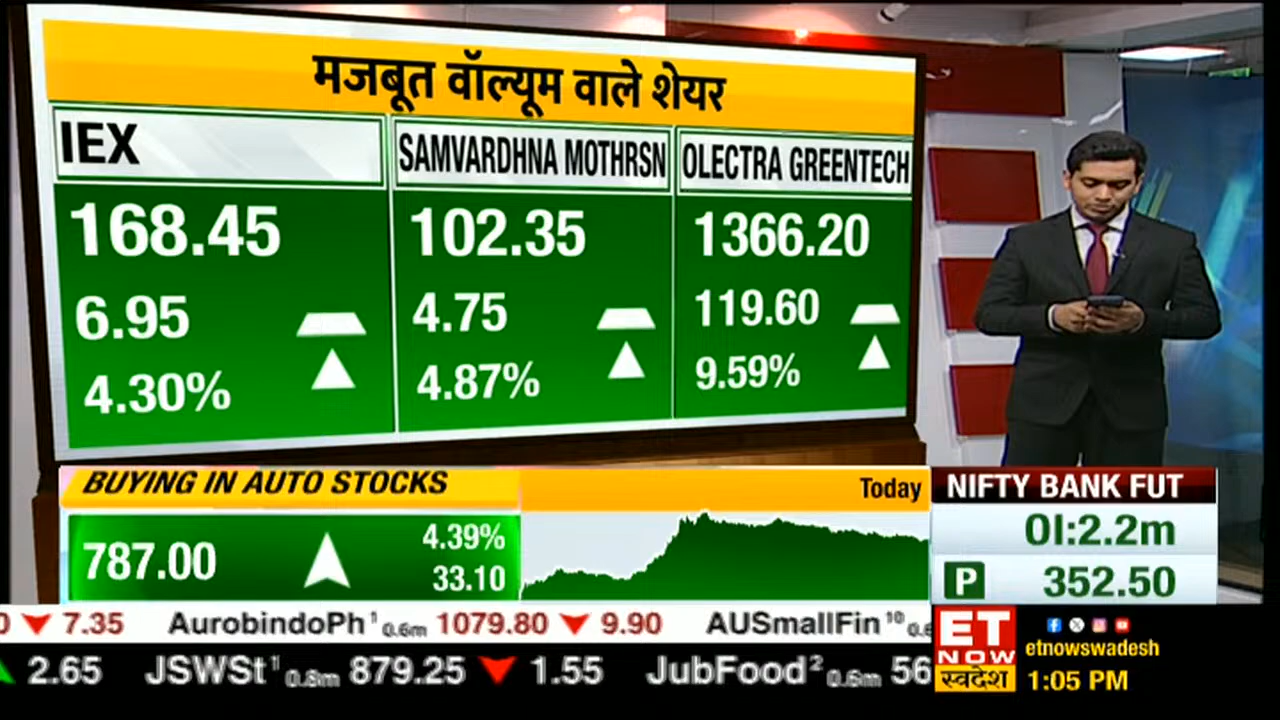 मजबूत वॉल्यूम वाले शेयर
IEX
168.45
6.95
4.30%
SAMVARDHNA MOTHRSN
102.35
4.75
4.87%
OLECTRA GREENTECH
1366.20
119.60
9.59%
BUYING IN AUTO STOCKS
Today
787.00
4.39%
33.10
NIFTY BANK FUT
OI:2.2m
P 352.50
0 7.35 AurobindoPh 1 0.6m 1079.80 9.90 AUSmallFin 10
2.65 JSWSt 1 0.8m 879.25 1.55 JubFood 2 0.6m 56
ET
NOW
स्वदेश
etnowswadesh
1:05 PM